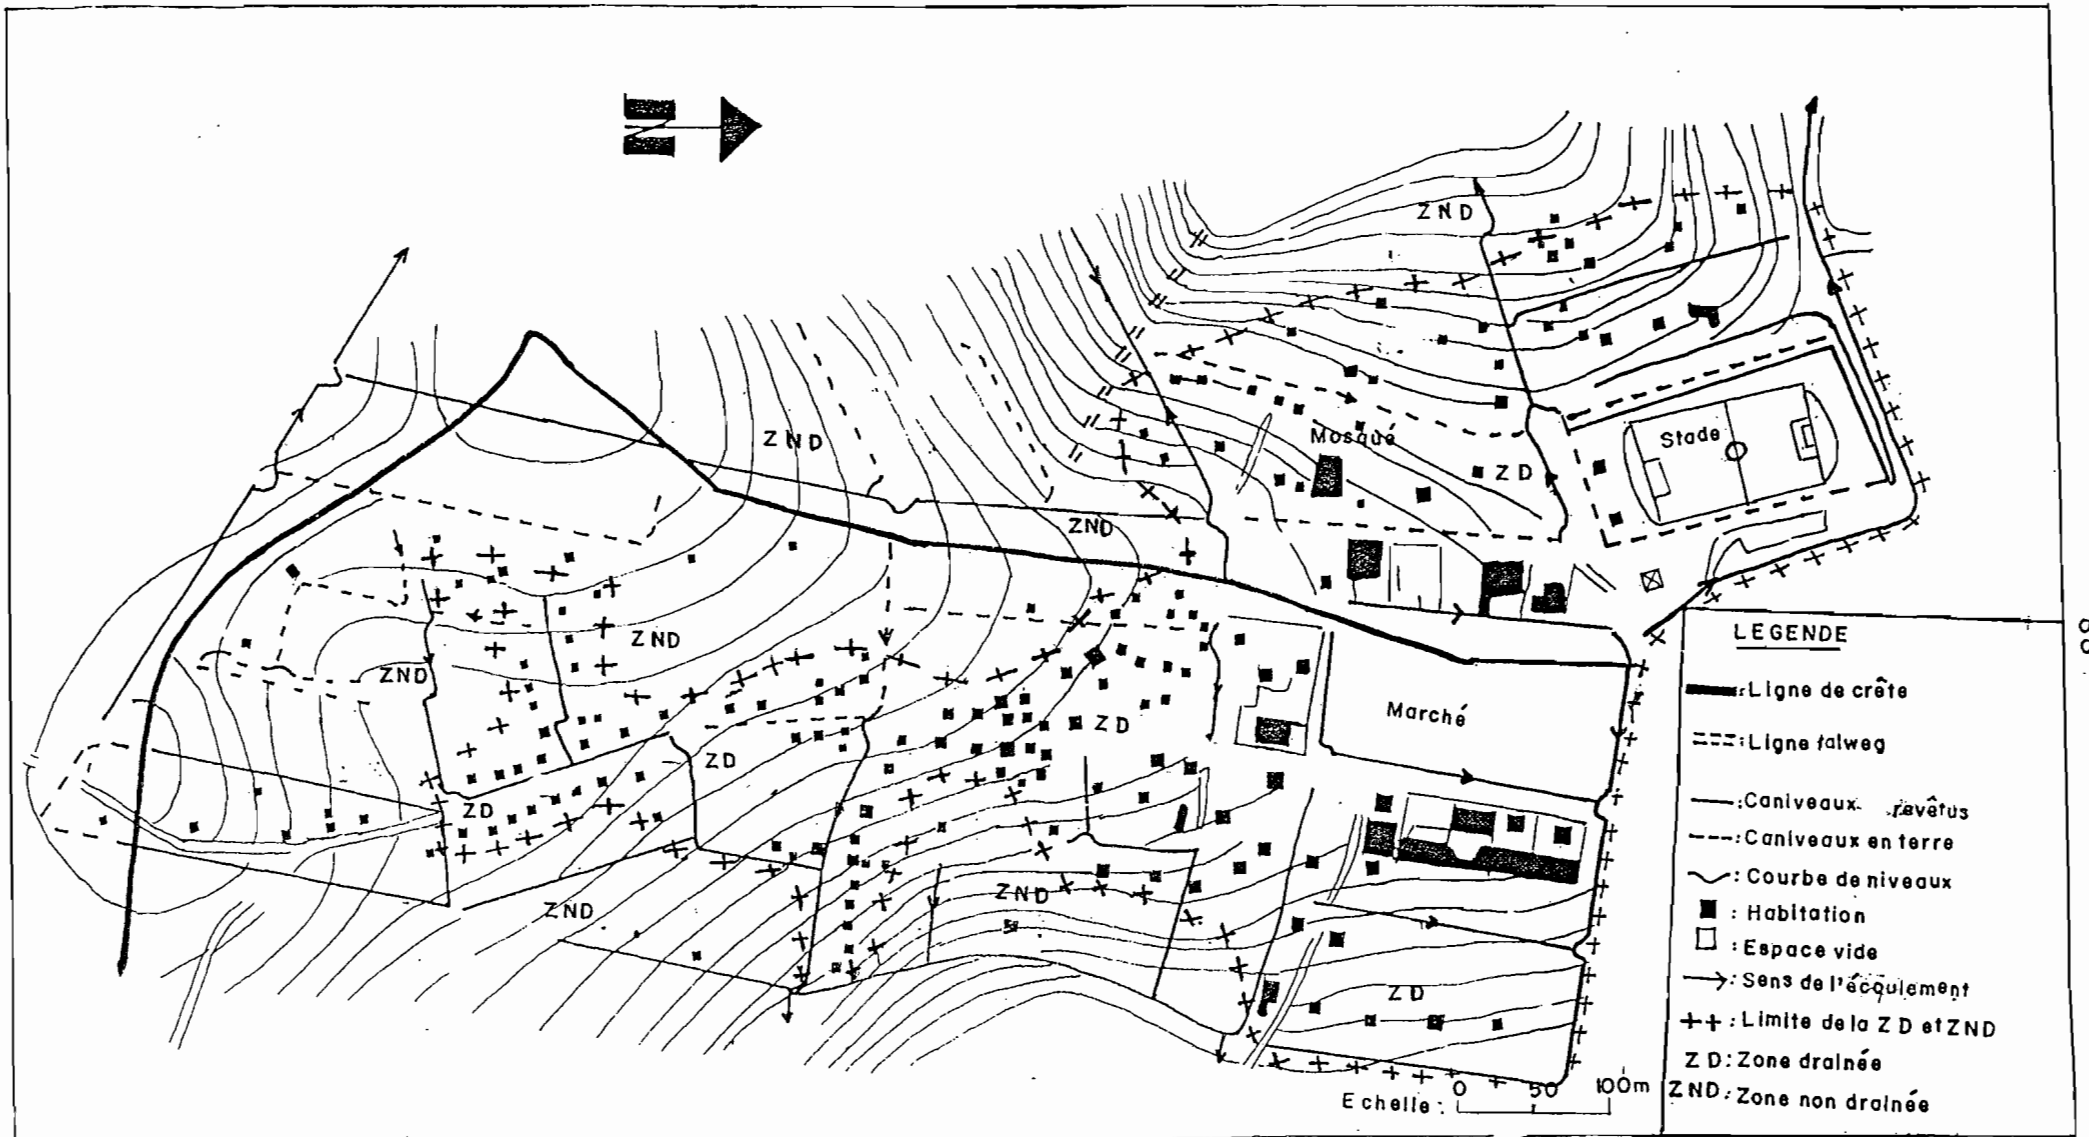 N
ZND
ZND
Mosqué
Stade
ZD
ZND
ZND
ZND
ZD
Marché
ZD
ZD
ZND
ZND
ZD
LEGENDE
: Ligne de crête
: Ligne talweg
: Caniveaux revêtus
: Caniveaux en terre
: Courbe de niveaux
: Habitation
: Espace vide
: Sens de l'écoulement
++ : Limite de la ZD et ZND
ZD: Zone drainée
ZND: Zone non drainée
0 50 100m
Echelle :